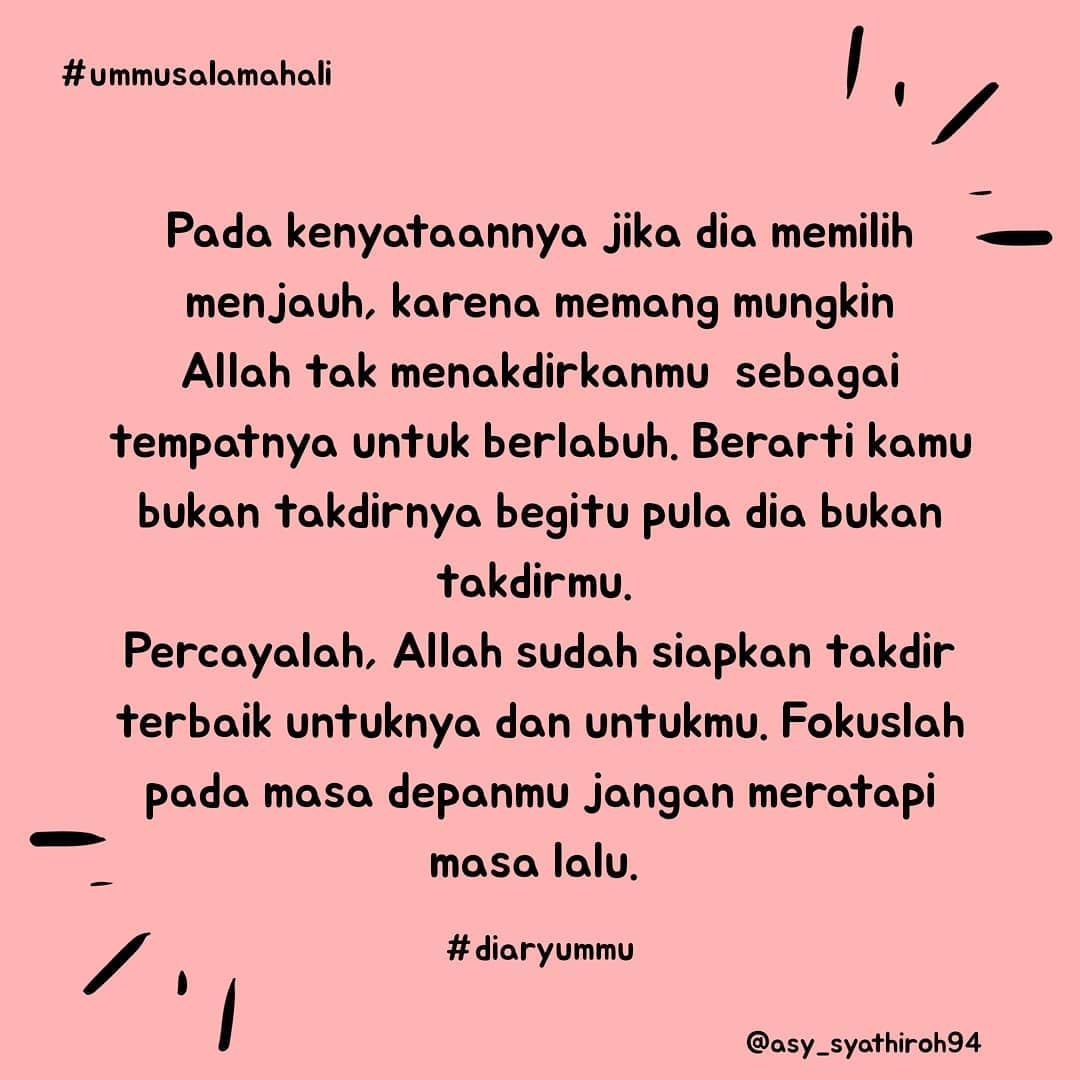 #ummusalamahali
Pada kenyataannya jika dia memilih
menjauh, karena memang mungkin
Allah tak menakdirkanmu  sebagai
tempatnya untuk berlabuh. Berarti kamu
bukan takdirnya begitu pula dia bukan
takdirmu.
Percayalah, Allah sudah siapkan takdir
terbaik untuknya dan untukmu. Fokuslah
pada masa depanmu jangan meratapi
masa lalu.
#diaryummu
@asy_syathiroh94